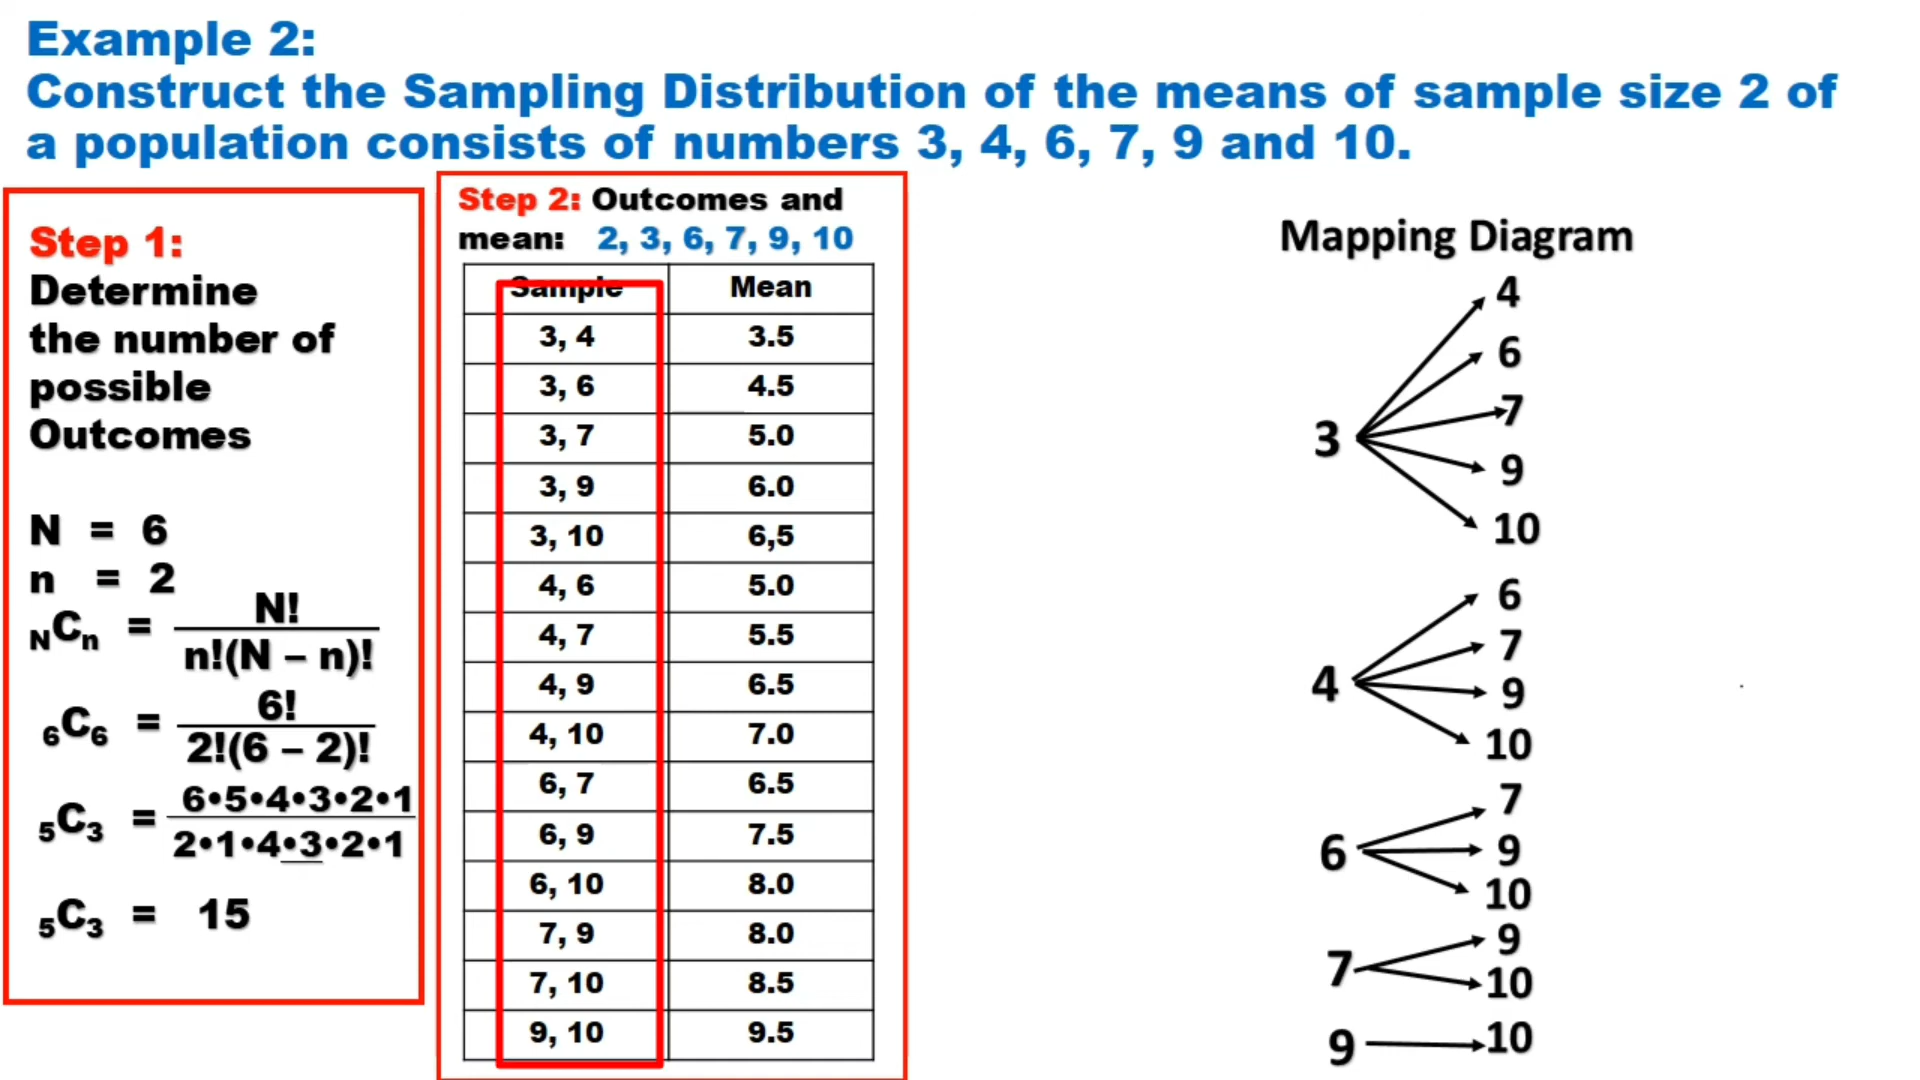 Example 2:
Construct the Sampling Distribution of the means of sample size 2 of
a population consists of numbers 3, 4, 6, 7, 9 and 10.
Step 1:
Determine
the number of
possible
Outcomes
N = 6
n = 2
NCn = N!
n!(N – n)!
6C6 = 6!
2!(6 – 2)!
5C3 = 6•5•4•3•2•1
2•1•4•3•2•1
5C3 = 15
Step 2: Outcomes and
mean: 2, 3, 6, 7, 9, 10
Sample Mean
3, 4 3.5
3, 6 4.5
3, 7 5.0
3, 9 6.0
3, 10 6,5
4, 6 5.0
4, 7 5.5
4, 9 6.5
4, 10 7.0
6, 7 6.5
6, 9 7.5
6, 10 8.0
7, 9 8.0
7, 10 8.5
9, 10 9.5
Mapping Diagram
3
4
6
7
9
10
4
6
7
9
10
6
7
9
10
7
9
10
9
10